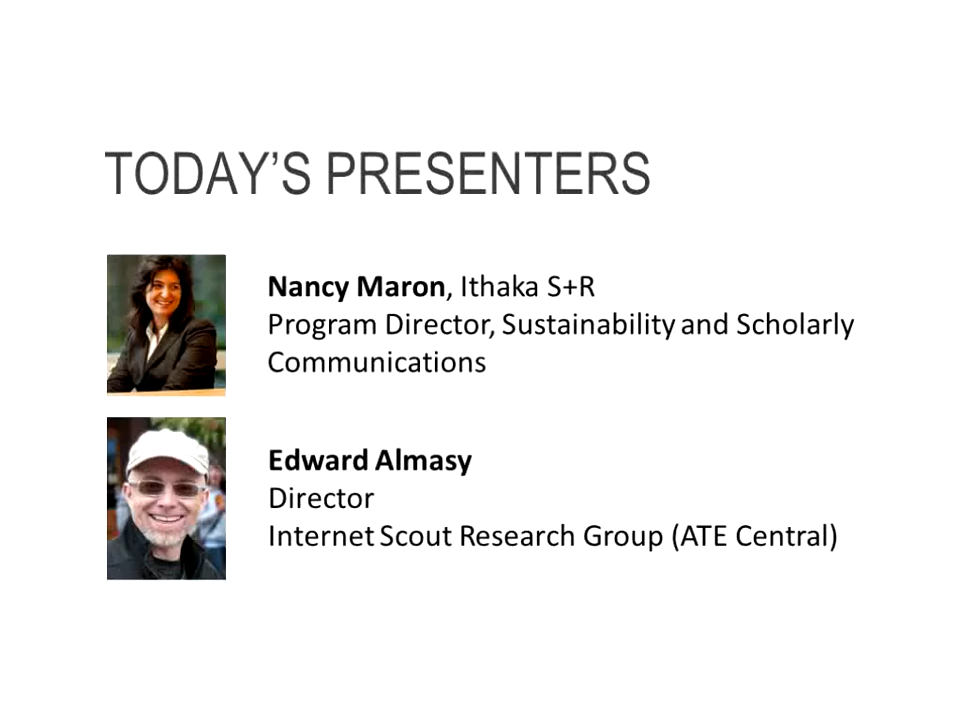 TODAY’S PRESENTERS
Nancy Maron, Ithaka S+R
Program Director, Sustainability and Scholarly
Communications
Edward Almasy
Director
Internet Scout Research Group (ATE Central)